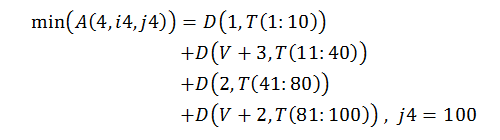 min(A(4, i4, j4)) = D(1, T(1: 10))
+D(V + 3, T(11: 40))
+D(2, T(41: 80))
+D(V + 2, T(81: 100)) , j4 = 100